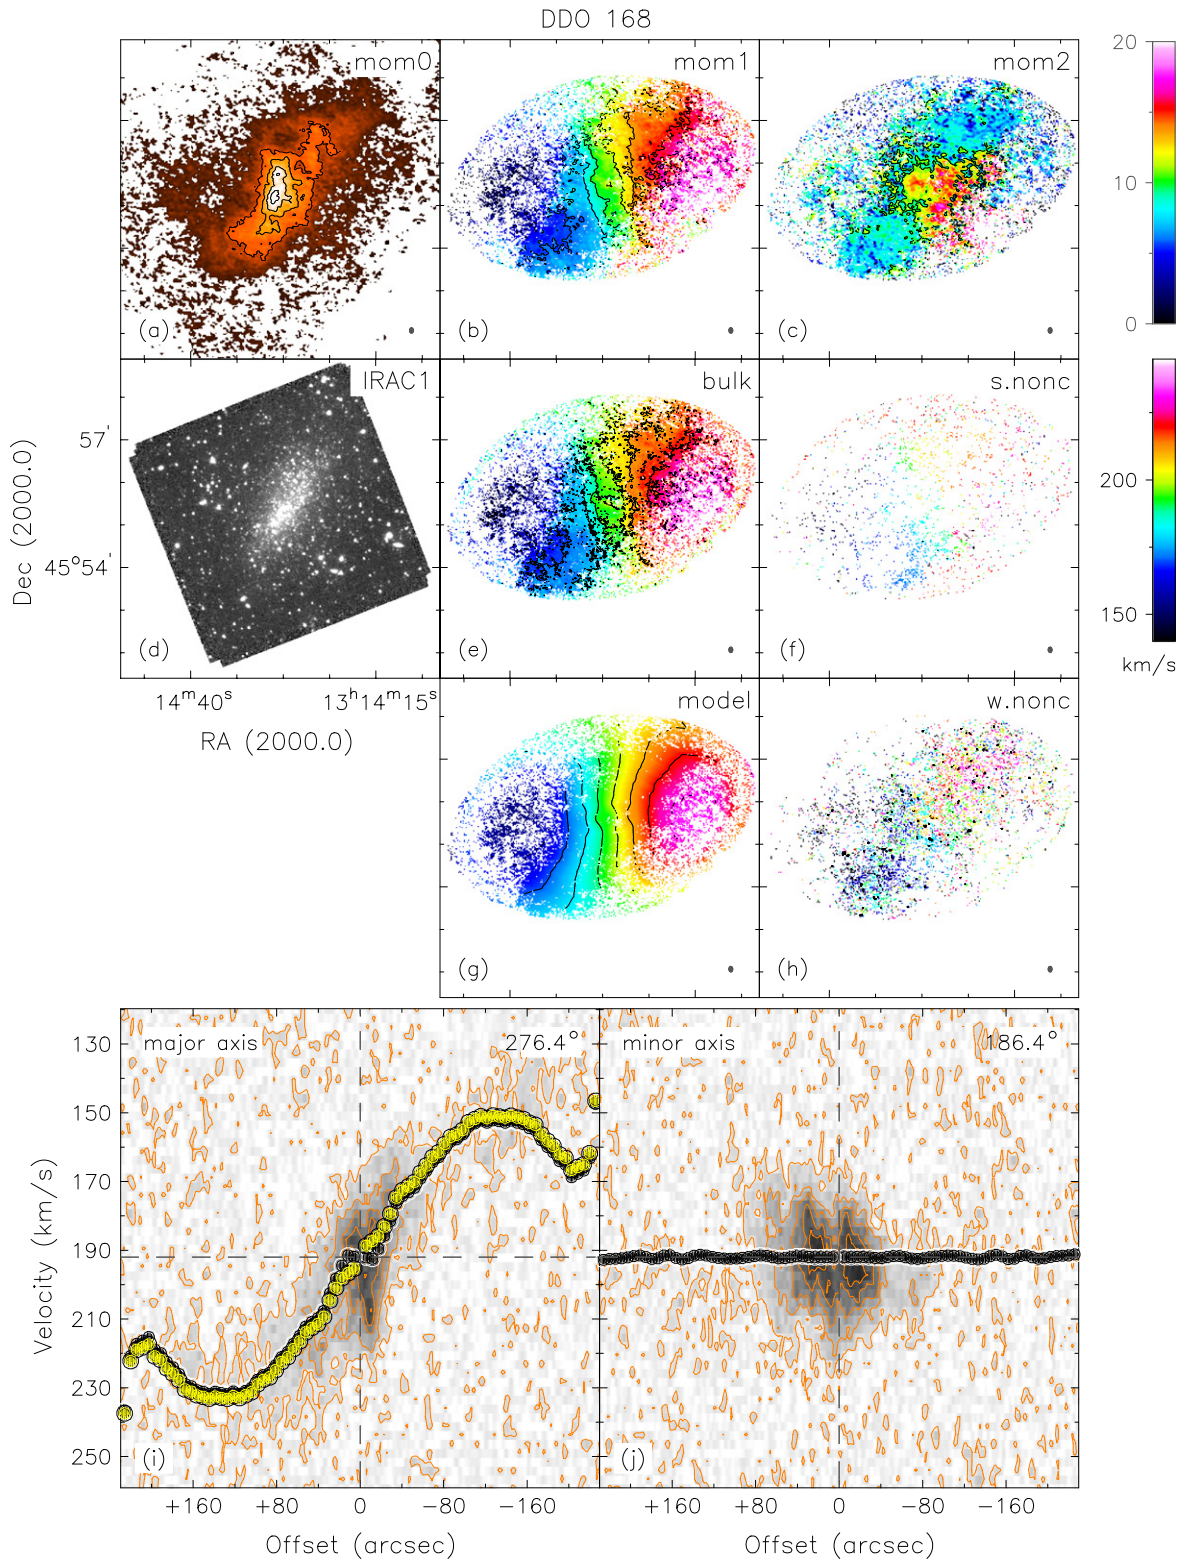 DDO 168
mom0
mom1
mom2
20
10
0
(a)
(b)
(c)
IRAC1
bulk
s.nonc
57'
45°54'
Dec (2000.0)
200
150
km/s
(d)
(e)
(f)
14ᵐ40ˢ
13ʰ14ᵐ15ˢ
RA (2000.0)
model
w.nonc
(g)
(h)
major axis
276.4°
minor axis
186.4°
130
150
170
190
210
230
250
Velocity (km/s)
(i)
(j)
+160
+80
0
−80
−160
+160
+80
0
−80
−160
Offset (arcsec)
Offset (arcsec)